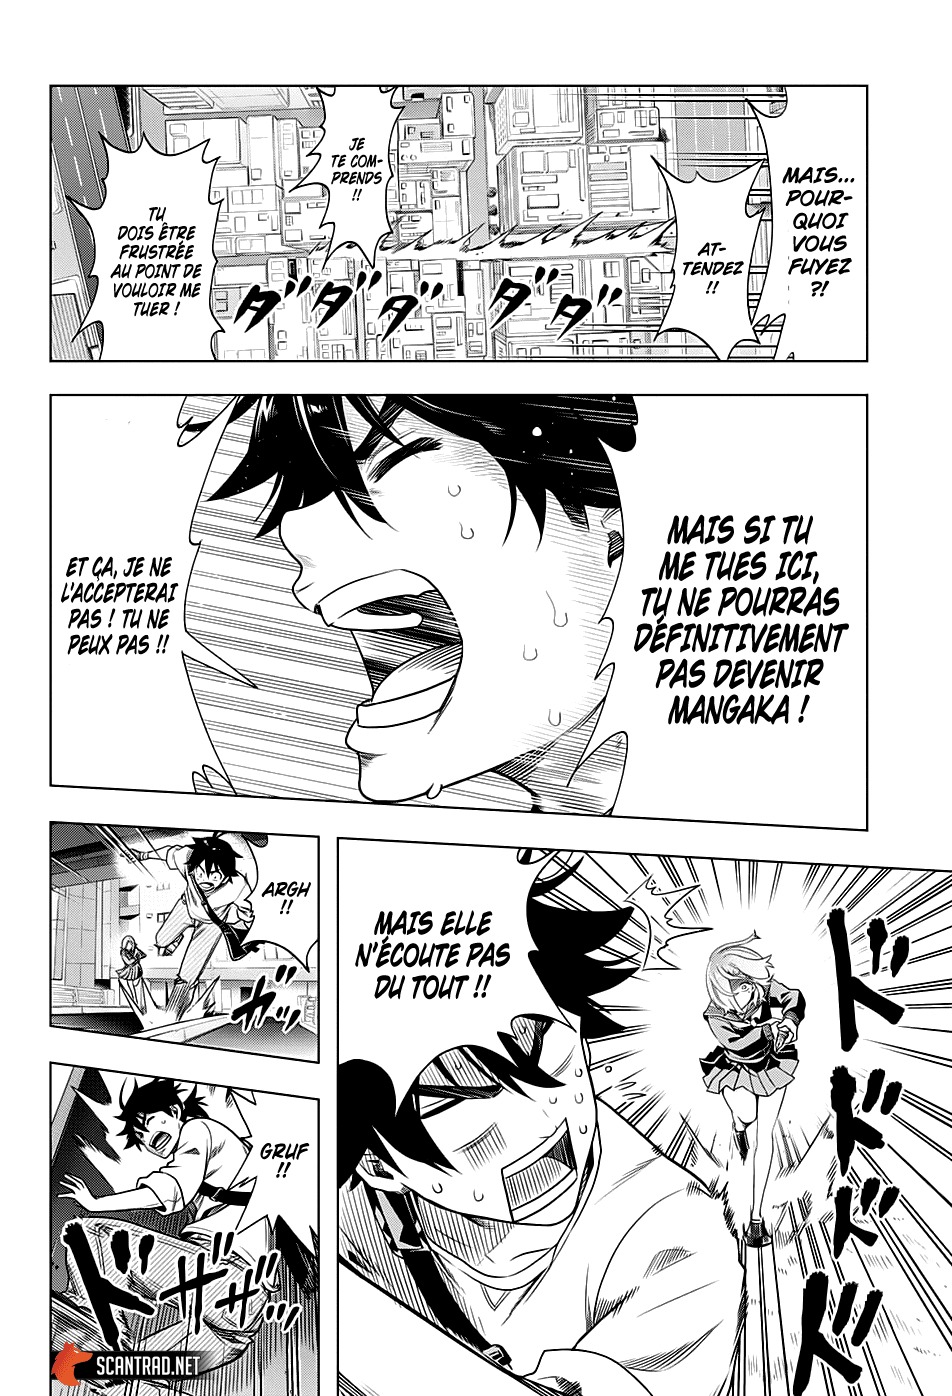 MAIS...
POUR-
QUOI
VOUS
FUYEZ
?!
AT-
TENDEZ
!!
JE
TE COM-
PRENDS
!!
TU
DOIS ÊTRE
FRUSTRÉE
AU POINT DE
VOULOIR ME
TUER !
ダダダダダ
MAIS SI TU
ME TUES ICI,
TU NE POURRAS
DÉFINITIVEMENT
PAS DEVENIR
MANGAKA !
ET ÇA, JE NE
L'ACCEPTERAI
PAS ! TU NE
PEUX PAS !!
MAIS ELLE
N'ÉCOUTE PAS
DU TOUT !!
ドドドド
ARGH
!!
ガッ
GRUF
!!
ドザザザ
SCANTRAD.NET